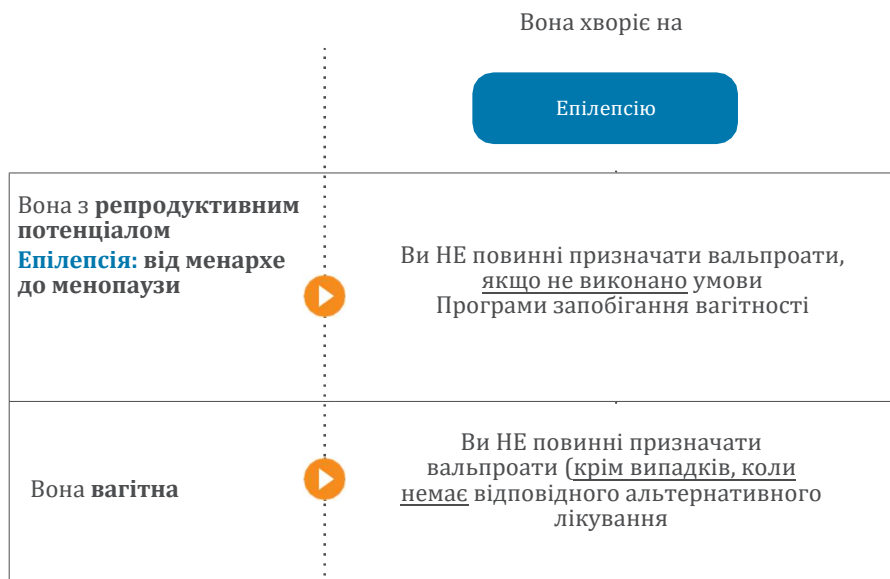 Вона хворіє на
Епілепсію
Вона з репродуктивним
потенціалом
Епілепсія: від менархе
до менопаузи
Ви НЕ повинні призначати вальпроати,
якщо не виконано умови
Програми запобігання вагітності
Вона вагітна
Ви НЕ повинні призначати
вальпроати (крім випадків, коли
немає відповідного альтернативного
лікування